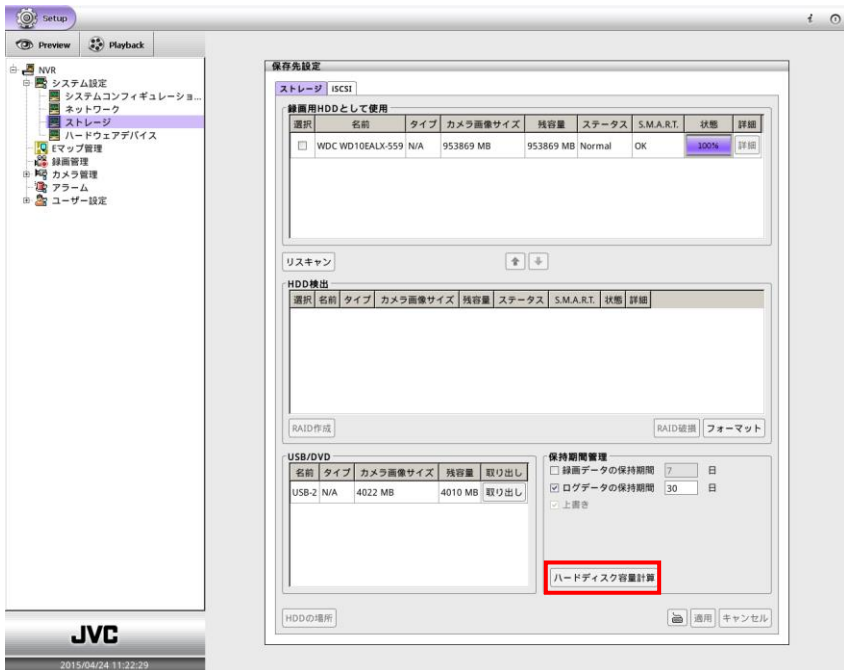 Setup
Preview Playback
NVR
システム設定
システムコンフィギュレーショ...
ネットワーク
ストレージ
ハードウェアデバイス
Eマップ管理
録画管理
カメラ管理
アラーム
ユーザー設定
保存先設定
ストレージ iSCSI
録画用HDDとして使用
選択 名前 タイプ カメラ画像サイズ 残容量 ステータス S.M.A.R.T. 状態 詳細
WDC WD10EALX-559 N/A 953869 MB 953869 MB Normal OK 100% 詳細
リスキャン
HDD検出
選択 名前 タイプ カメラ画像サイズ 残容量 ステータス S.M.A.R.T. 状態 詳細
RAID作成 RAID破損 フォーマット
USB/DVD
名前 タイプ カメラ画像サイズ 残容量 取り出し
USB-2 N/A 4022 MB 4010 MB 取り出し
保持期間管理
録画データの保持期間 7 日
ログデータの保持期間 30 日
上書き
ハードディスク容量計算
HDDの場所 適用 キャンセル
JVC
2015/04/24 11:22:29